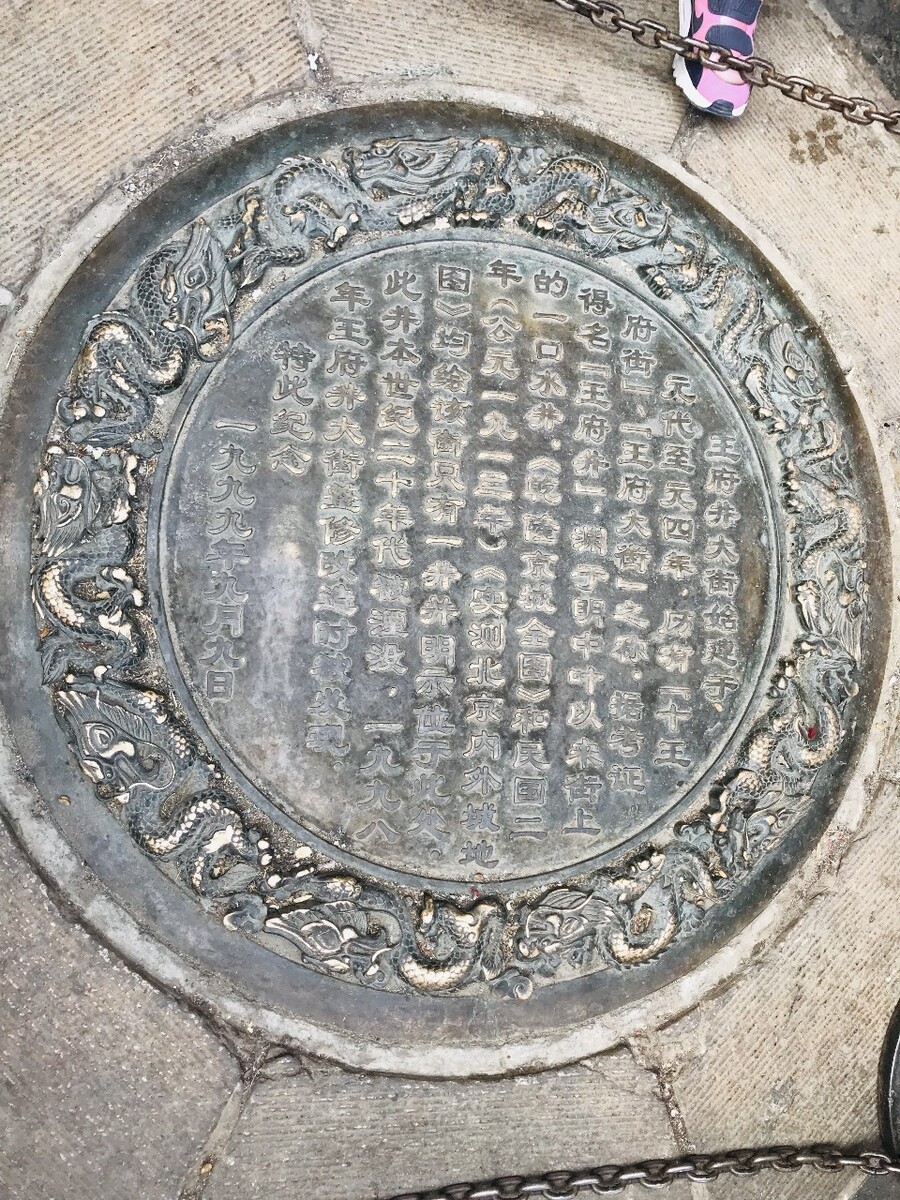 王府井大街始建于
元代至元四年，历有「十王
府街」、「王府大街」之称，据考证
得名「王府井」，源于明中叶以来街上
的一口水井，《乾隆京城全图》和民国二
年（公元一九一三年）《实测北京内外城地
图》均绘该街只有一井并明示位于此处。
此井本世纪二十年代被湮没，一九九八
年王府井大街整修改造时被发现，
特此纪念
一九九九年九月九日